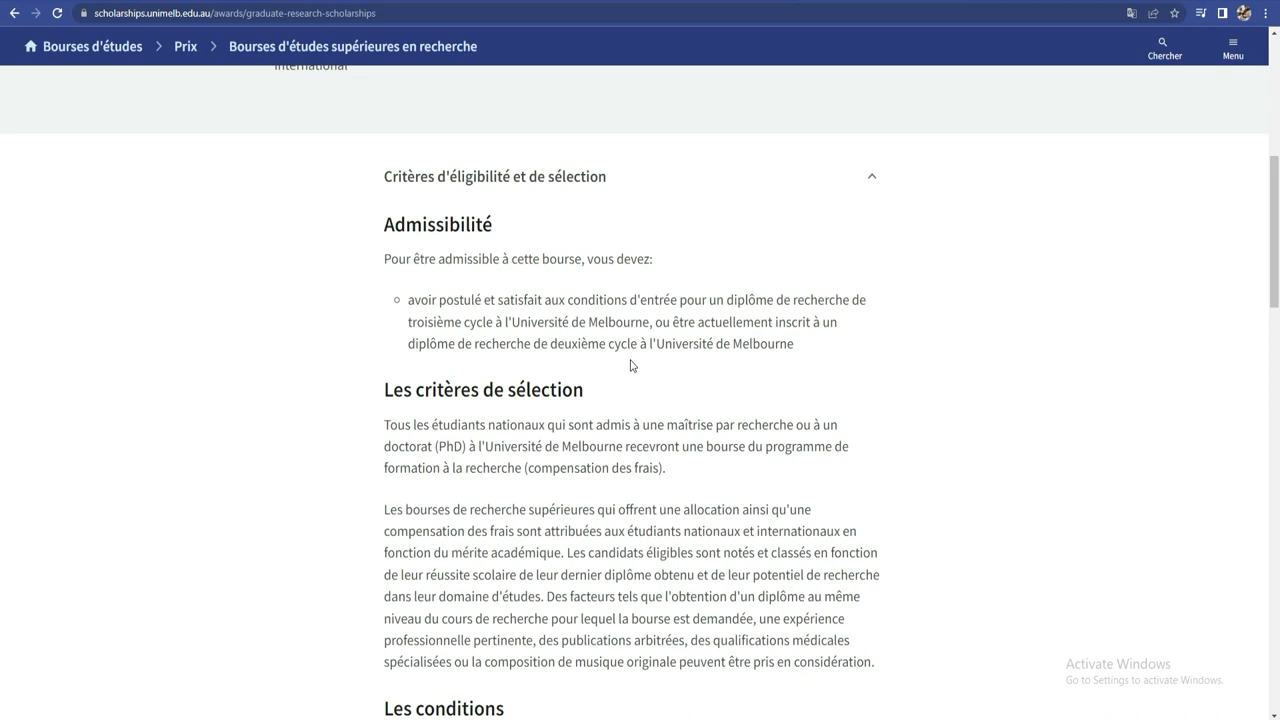 scholarships.unimelb.edu.au/awards/graduate-research-scholarships
Bourses d'études
Prix
Bourses d'études supérieures en recherche
Chercher
Menu
international
Critères d'éligibilité et de sélection
Admissibilité
Pour être admissible à cette bourse, vous devez:
avoir postulé et satisfait aux conditions d'entrée pour un diplôme de recherche de
troisième cycle à l'Université de Melbourne, ou être actuellement inscrit à un
diplôme de recherche de deuxième cycle à l'Université de Melbourne
Les critères de sélection
Tous les étudiants nationaux qui sont admis à une maîtrise par recherche ou à un
doctorat (PhD) à l'Université de Melbourne recevront une bourse du programme de
formation à la recherche (compensation des frais).
Les bourses de recherche supérieures qui offrent une allocation ainsi qu'une
compensation des frais sont attribuées aux étudiants nationaux et internationaux en
fonction du mérite académique. Les candidats éligibles sont notés et classés en fonction
de leur réussite scolaire de leur dernier diplôme obtenu et de leur potentiel de recherche
dans leur domaine d'études. Des facteurs tels que l'obtention d'un diplôme au même
niveau du cours de recherche pour lequel la bourse est demandée, une expérience
professionnelle pertinente, des publications arbitrées, des qualifications médicales
spécialisées ou la composition de musique originale peuvent être pris en considération.
Activate Windows
Go to Settings to activate Windows.
Les conditions